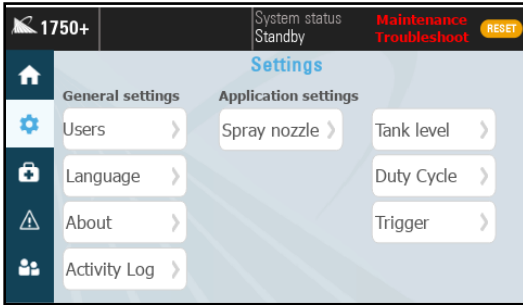 1750+
System status
Standby
Maintenance
Troubleshoot
RESET
Settings
General settings
Application settings
Users
Spray nozzle
Tank level
Language
Duty Cycle
About
Trigger
Activity Log